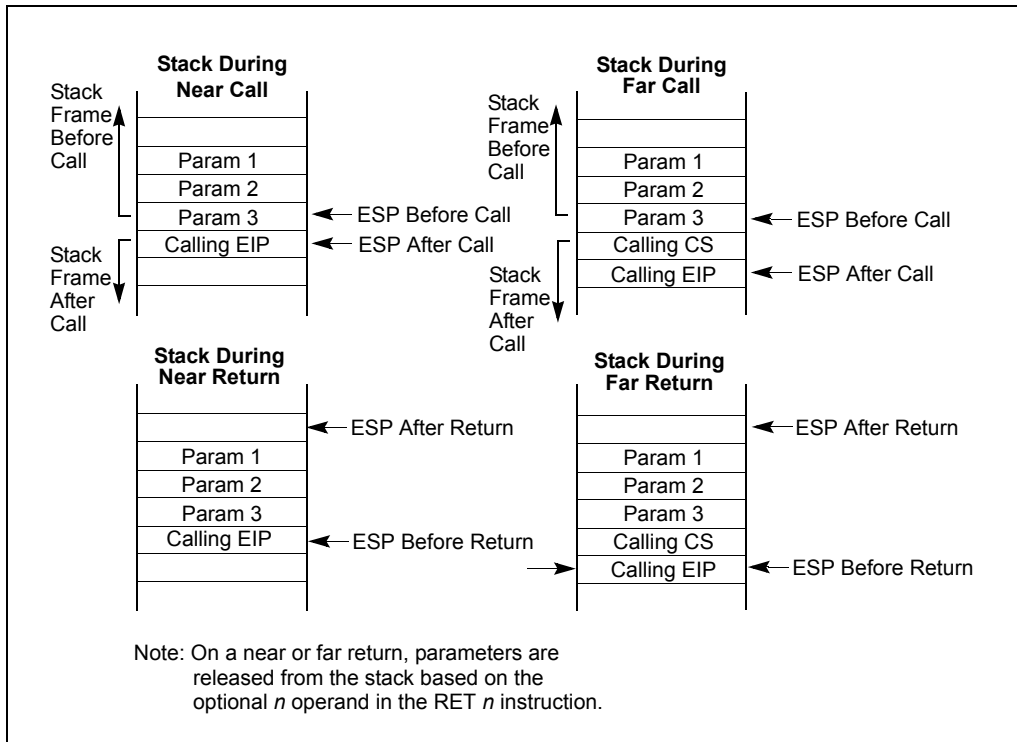 Stack During
Near Call
Stack
Frame
Before
Call
Param 1
Param 2
Param 3
ESP Before Call
Calling EIP
ESP After Call
Stack
Frame
After
Call
Stack During
Far Call
Stack
Frame
Before
Call
Param 1
Param 2
Param 3
ESP Before Call
Calling CS
Calling EIP
ESP After Call
Stack
Frame
After
Call
Stack During
Near Return
ESP After Return
Param 1
Param 2
Param 3
Calling EIP
ESP Before Return
Stack During
Far Return
ESP After Return
Param 1
Param 2
Param 3
Calling CS
Calling EIP
ESP Before Return
Note: On a near or far return, parameters are
released from the stack based on the
optional n operand in the RET n instruction.